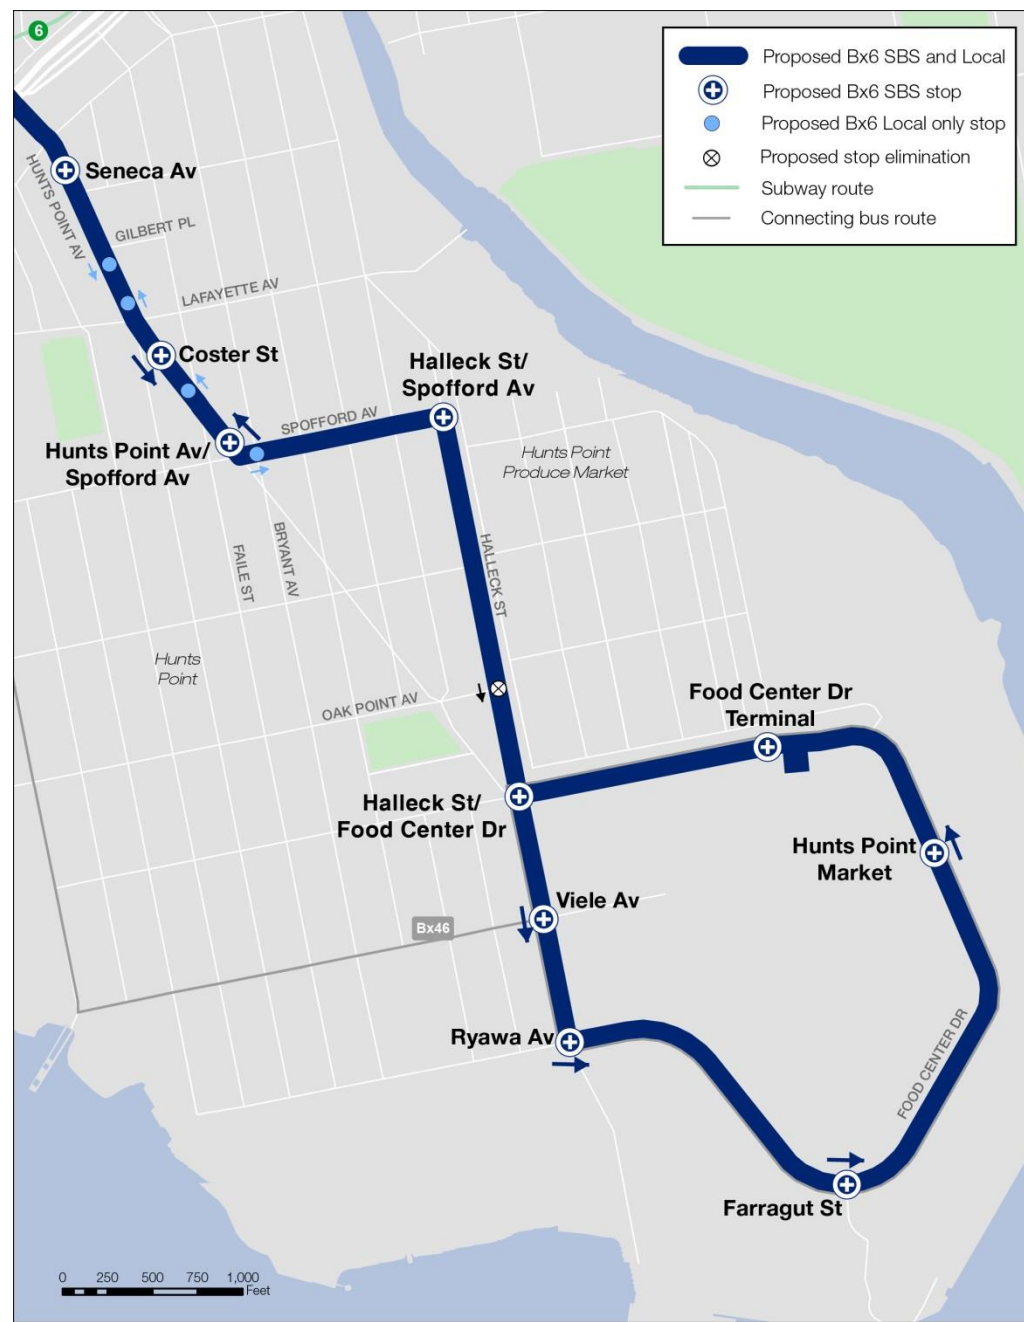 6
Proposed Bx6 SBS and Local
Proposed Bx6 SBS stop
Proposed Bx6 Local only stop
Proposed stop elimination
Subway route
Connecting bus route
Seneca Av
HUNTS POINT AV
GILBERT PL
LAFAYETTE AV
Coster St
Halleck St/
Spofford Av
SPOFFORD AV
Hunts Point Av/
Spofford Av
Hunts Point
Produce Market
HALLECK ST
BRYANT AV
FAILE ST
Hunts
Point
OAK POINT AV
Food Center Dr
Terminal
Halleck St/
Food Center Dr
Hunts Point
Market
Viele Av
Bx46
Ryawa Av
FOOD CENTER DR
Farragut St
0 250 500 750 1,000
Feet